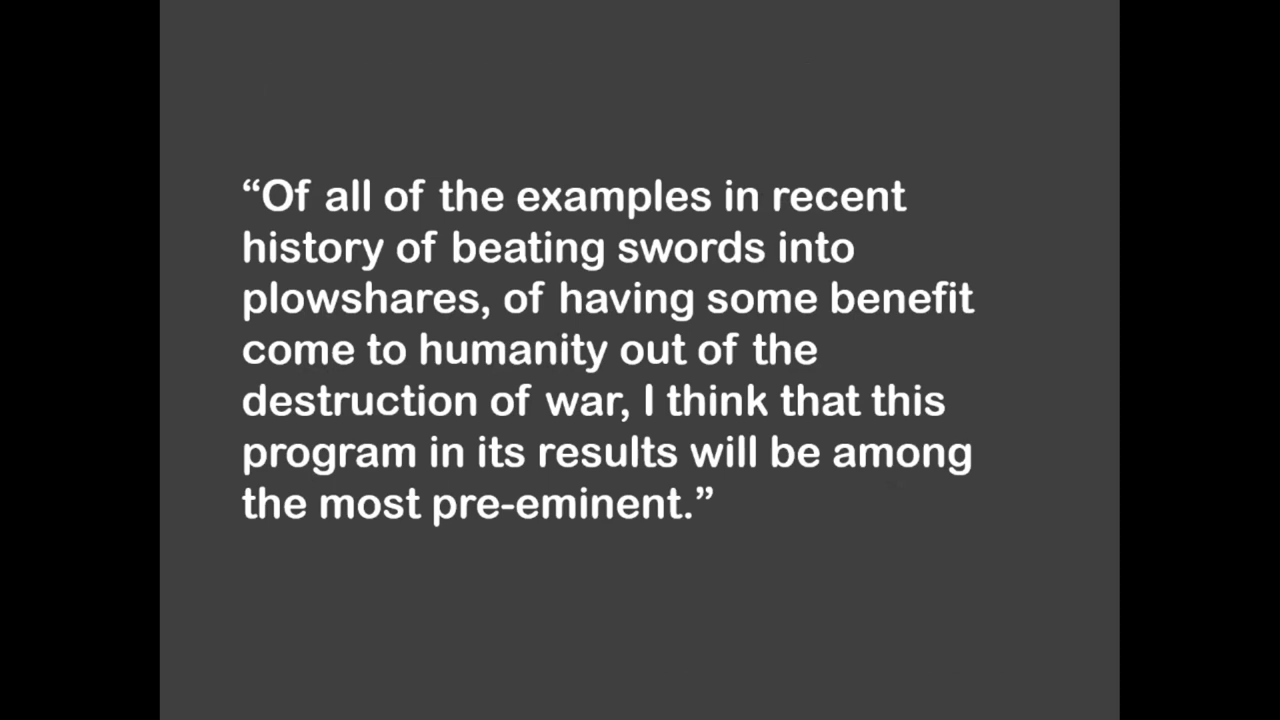 “Of all of the examples in recent
history of beating swords into
plowshares, of having some benefit
come to humanity out of the
destruction of war, I think that this
program in its results will be among
the most pre-eminent.”